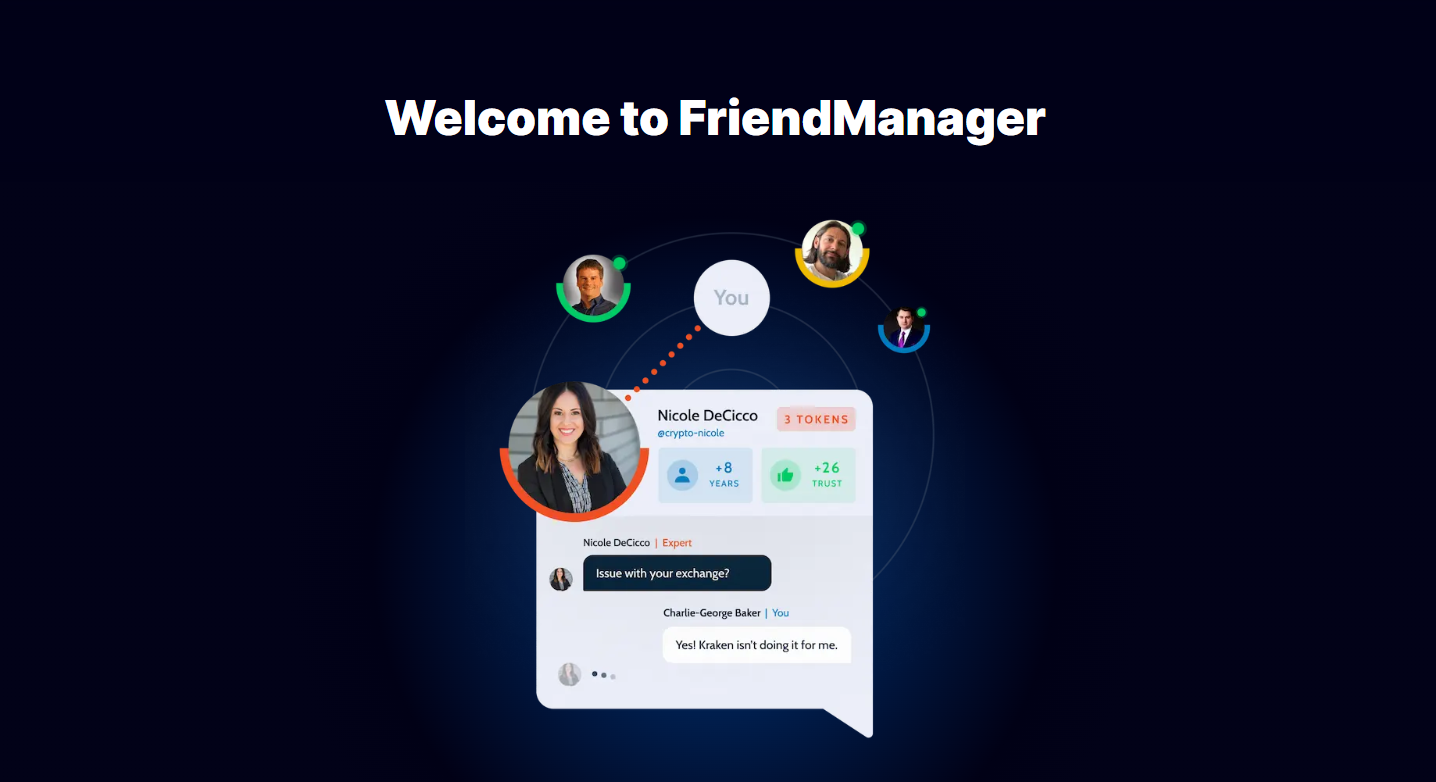 Welcome to FriendManager
You
Nicole DeCicco
3 TOKENS
@crypto-nicole
+8
YEARS
+26
TRUST
Nicole DeCicco | Expert
Issue with your exchange?
Charlie-George Baker | You
Yes! Kraken isn't doing it for me.